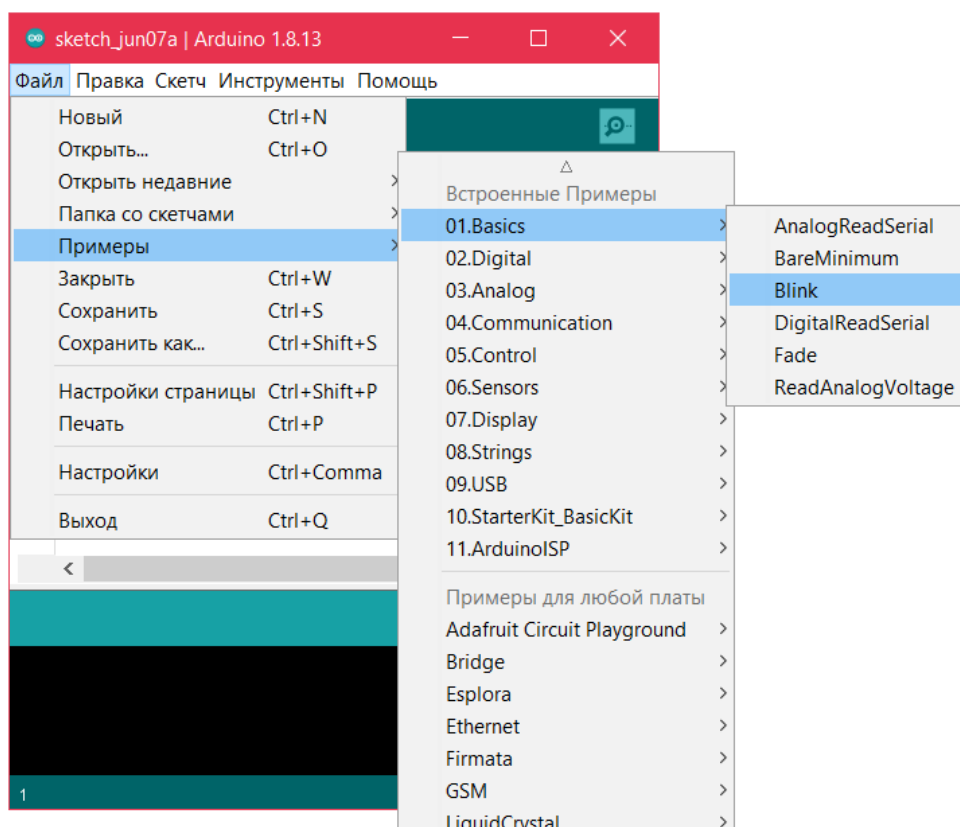 sketch_jun07a | Arduino 1.8.13
Файл Правка Скетч Инструменты Помощь
Новый Ctrl+N
Открыть... Ctrl+O
Открыть недавние
Папка со скетчами
Примеры
Закрыть Ctrl+W
Сохранить Ctrl+S
Сохранить как... Ctrl+Shift+S
Настройки страницы Ctrl+Shift+P
Печать Ctrl+P
Настройки Ctrl+Comma
Выход Ctrl+Q
1
Встроенные Примеры
01.Basics
02.Digital
03.Analog
04.Communication
05.Control
06.Sensors
07.Display
08.Strings
09.USB
10.StarterKit_BasicKit
11.ArduinoISP
Примеры для любой платы
Adafruit Circuit Playground
Bridge
Esplora
Ethernet
Firmata
GSM
LiquidCrystal
AnalogReadSerial
BareMinimum
Blink
DigitalReadSerial
Fade
ReadAnalogVoltage